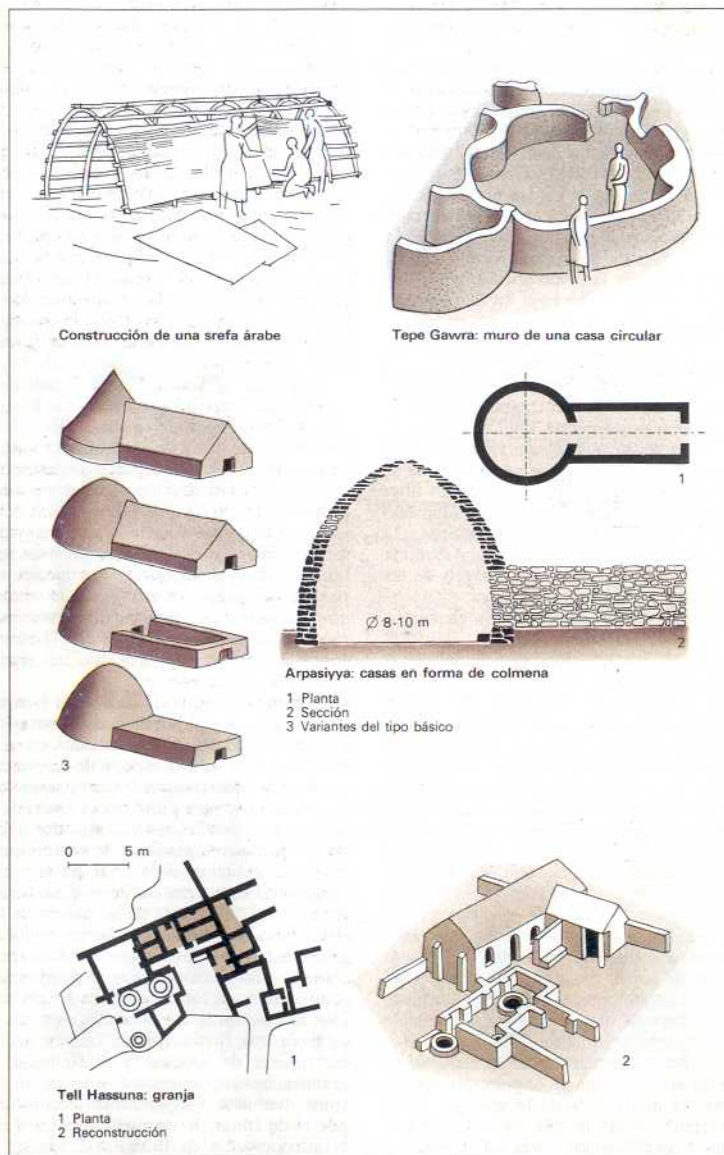 Construcción de una srefa árabe
Tepe Gawra: muro de una casa circular
1
Ø 8-10 m
2
Arpasiyya: casas en forma de colmena
1 Planta
2 Sección
3 Variantes del tipo básico
3
0 5 m
1
2
Tell Hassuna: granja
1 Planta
2 Reconstrucción